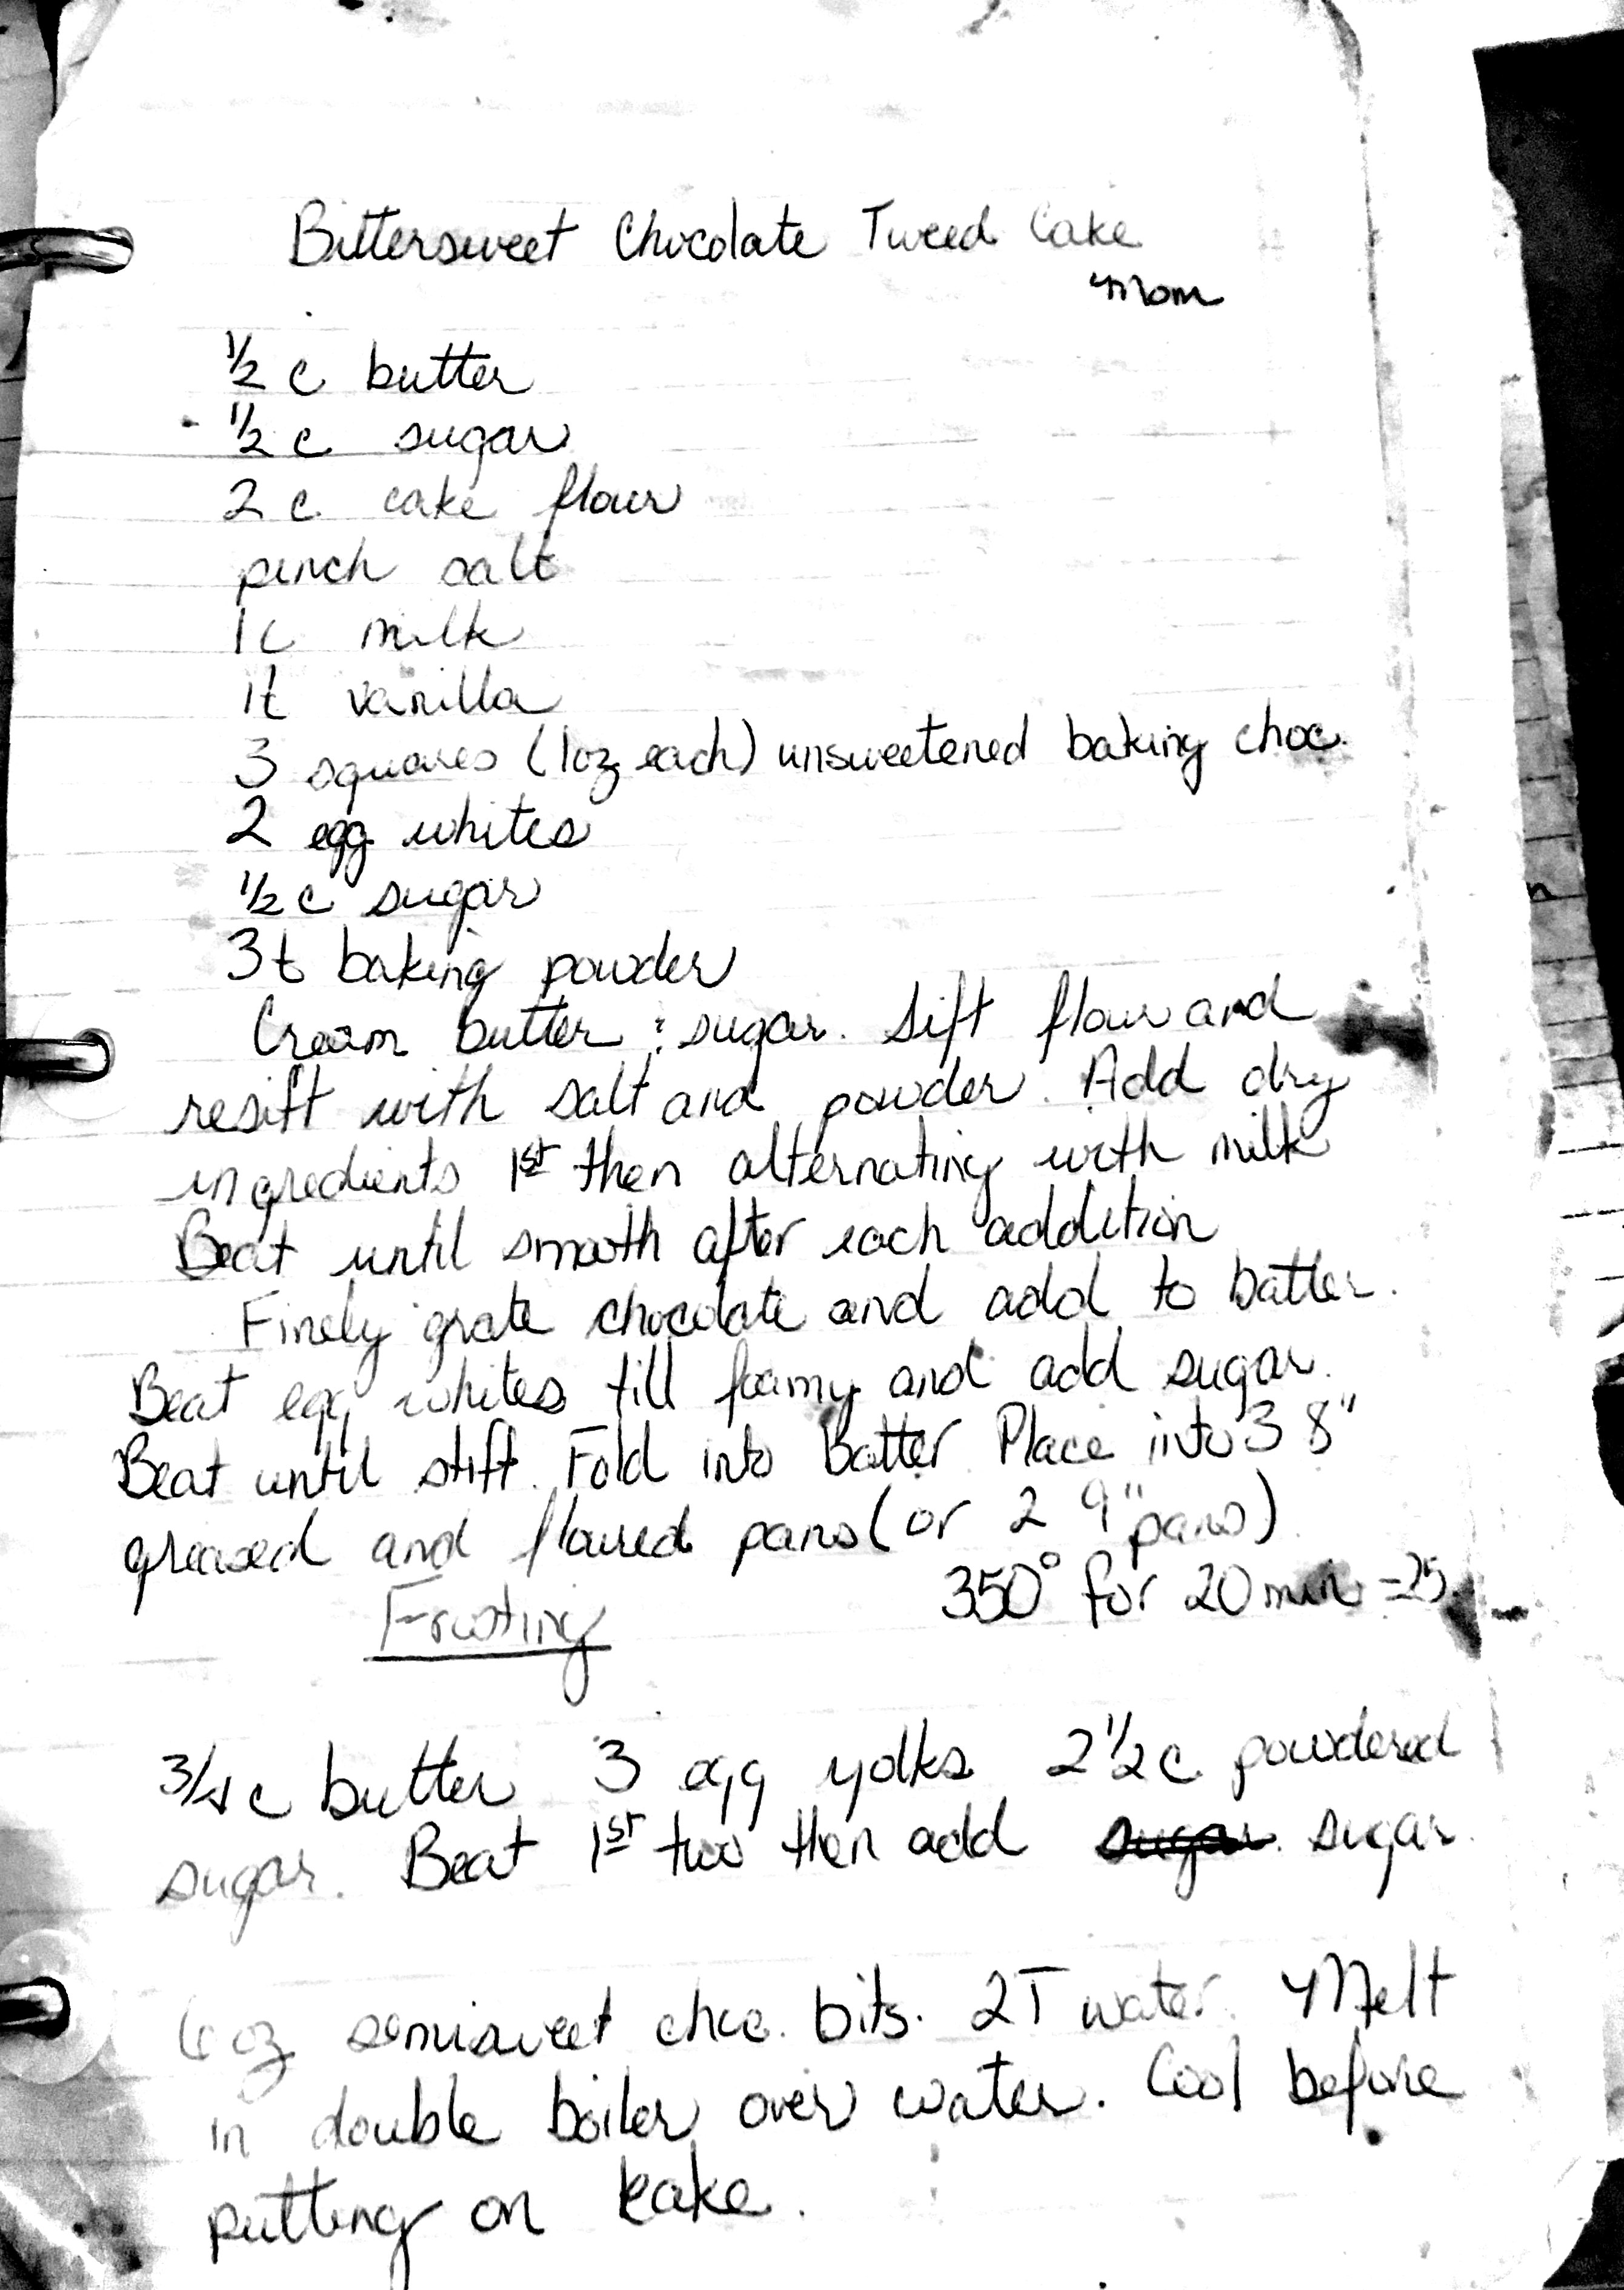 Bittersweet Chocolate Tweed Cake
Mom
1/2 c butter
1/2 c sugar
2 c cake flour
pinch salt
1c milk
1t vanilla
3 squares (1oz each) unsweetened baking choc.
2 egg whites
1/2 c sugar
3t baking powder
Cream butter & sugar. Sift flour and
resift with salt and powder. Add dry
ingredients 1st then alternating with milk
Beat until smooth after each addition
Finely grate chocolate and add to batter.
Beat egg whites till foamy and add sugar.
Beat until stiff. Fold into Batter Place into 3 8"
greased and floured pans (or 2 9" pans)
350° for 20 min -25
Frosting
3/4 c butter 3 egg yolks 2 1/2 c powdered
sugar. Beat 1st two then add sugar. sugar.
6 oz semisweet choc. bits. 2T water. Melt
in double boiler over water. Cool before
putting on cake.